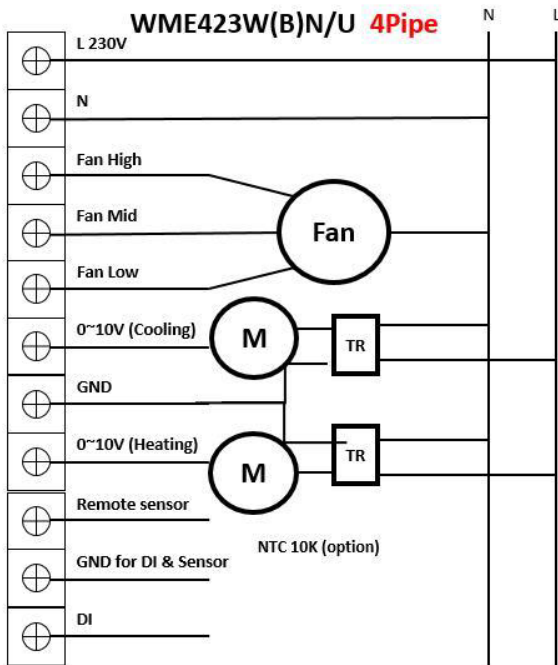 WME423W(B)N/U 4Pipe
N L
L 230V
N
Fan High
Fan Mid
Fan
Fan Low
0~10V (Cooling)
M
TR
GND
0~10V (Heating)
M
TR
Remote sensor
NTC 10K (option)
GND for DI & Sensor
DI